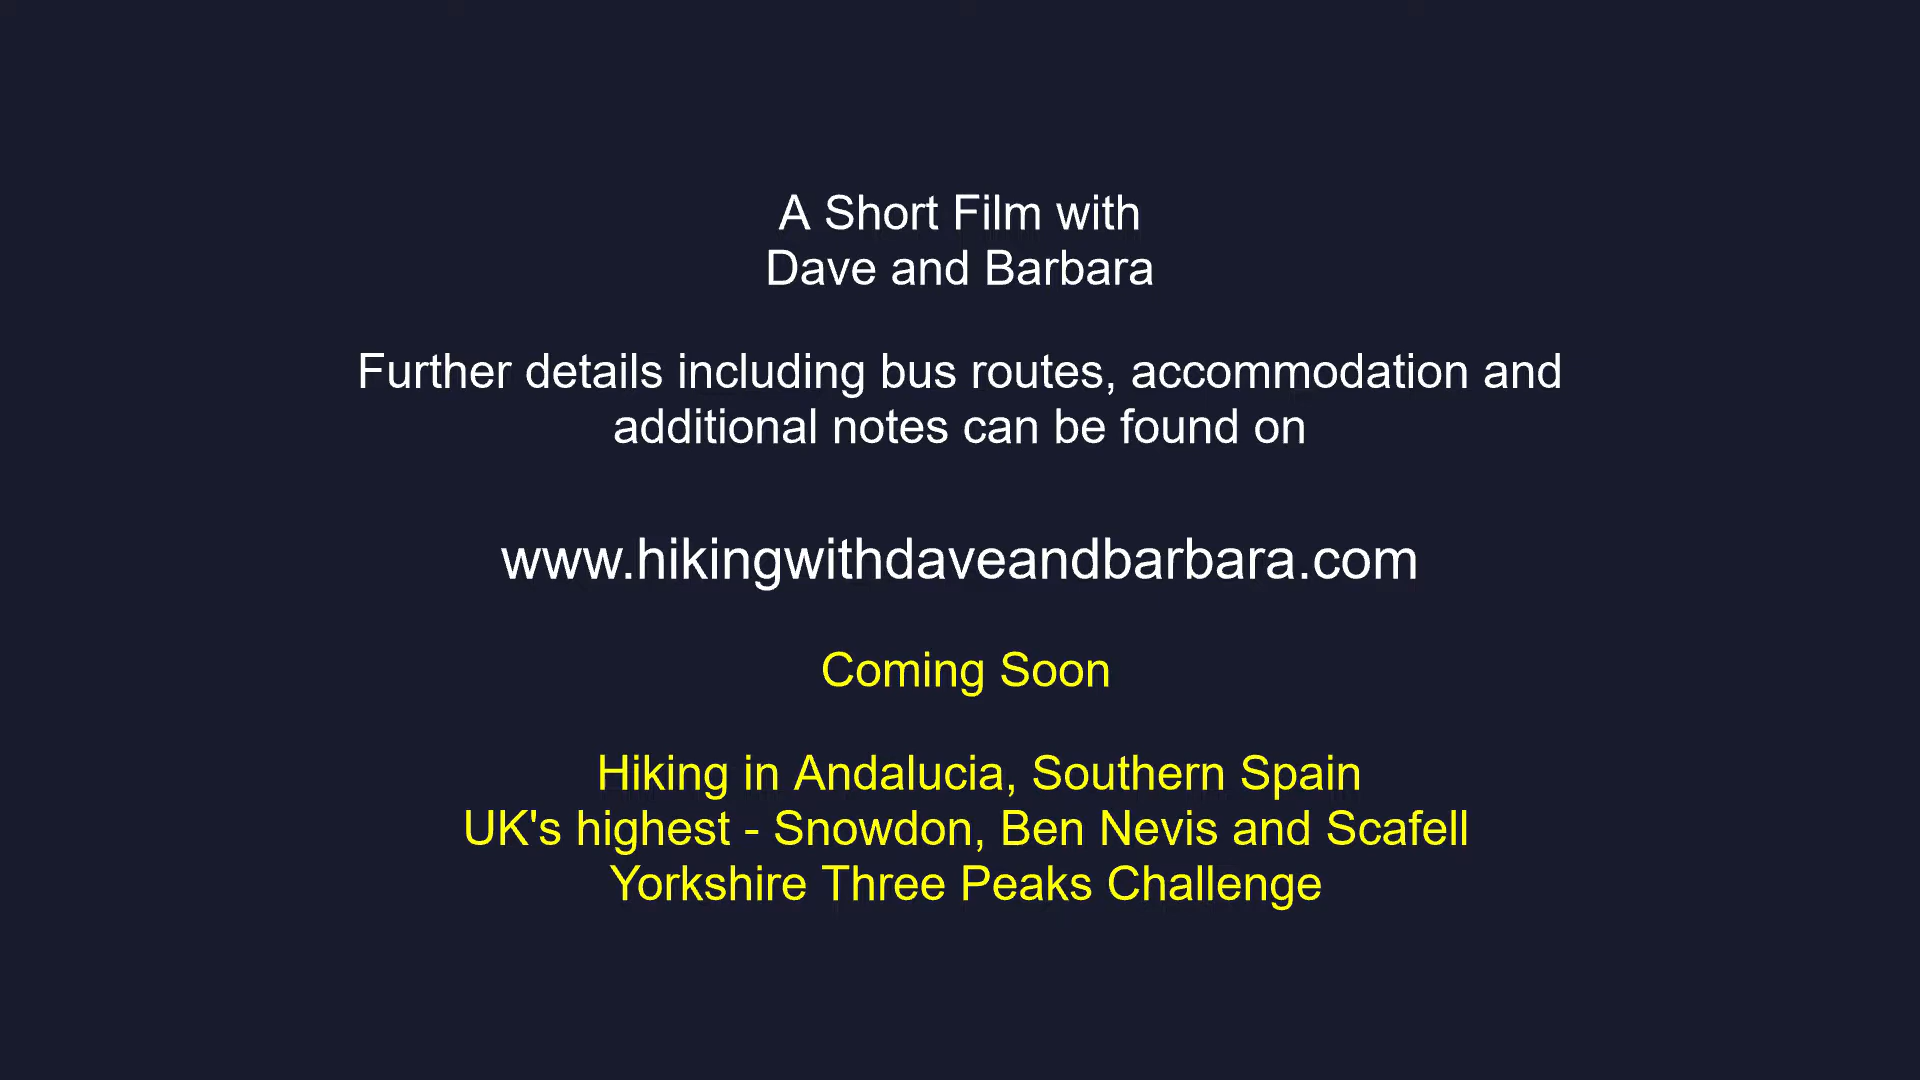 A Short Film with
Dave and Barbara
Further details including bus routes, accommodation and
additional notes can be found on
www.hikingwithdaveandbarbara.com
Coming Soon
Hiking in Andalucia, Southern Spain
UK's highest - Snowdon, Ben Nevis and Scafell
Yorkshire Three Peaks Challenge